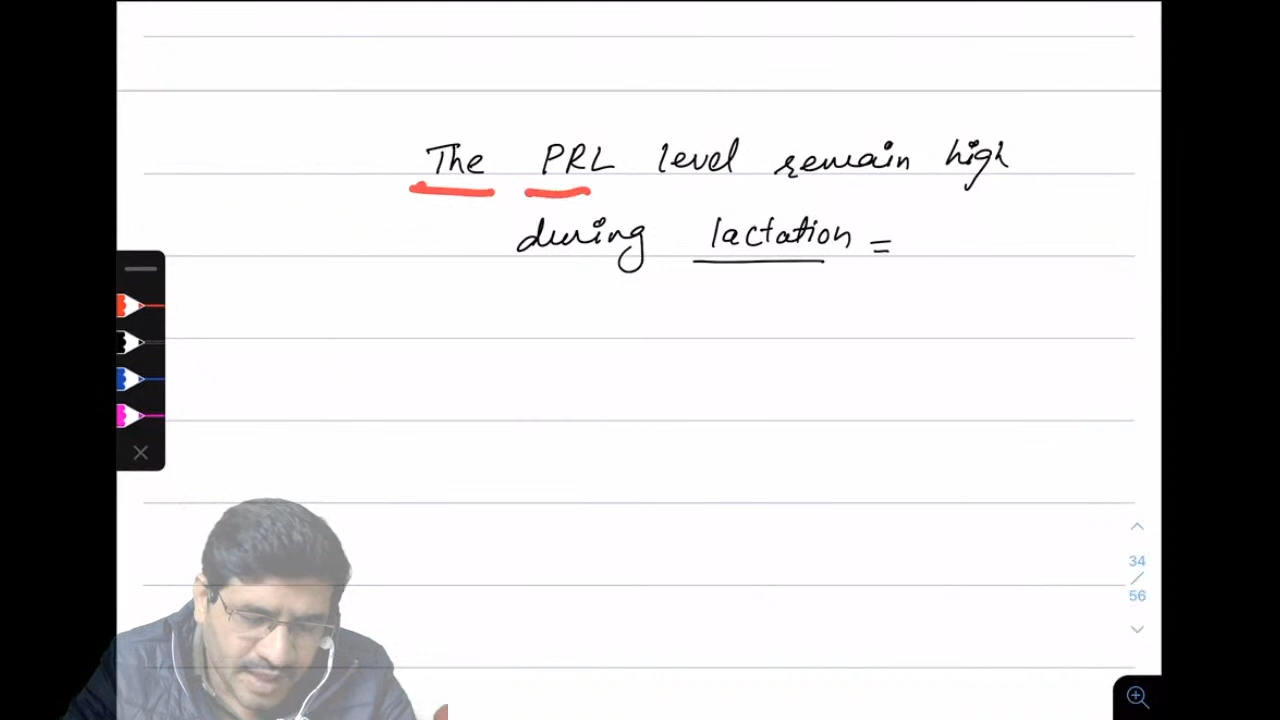 The PRL level remain high
during lactation =
34
/
56